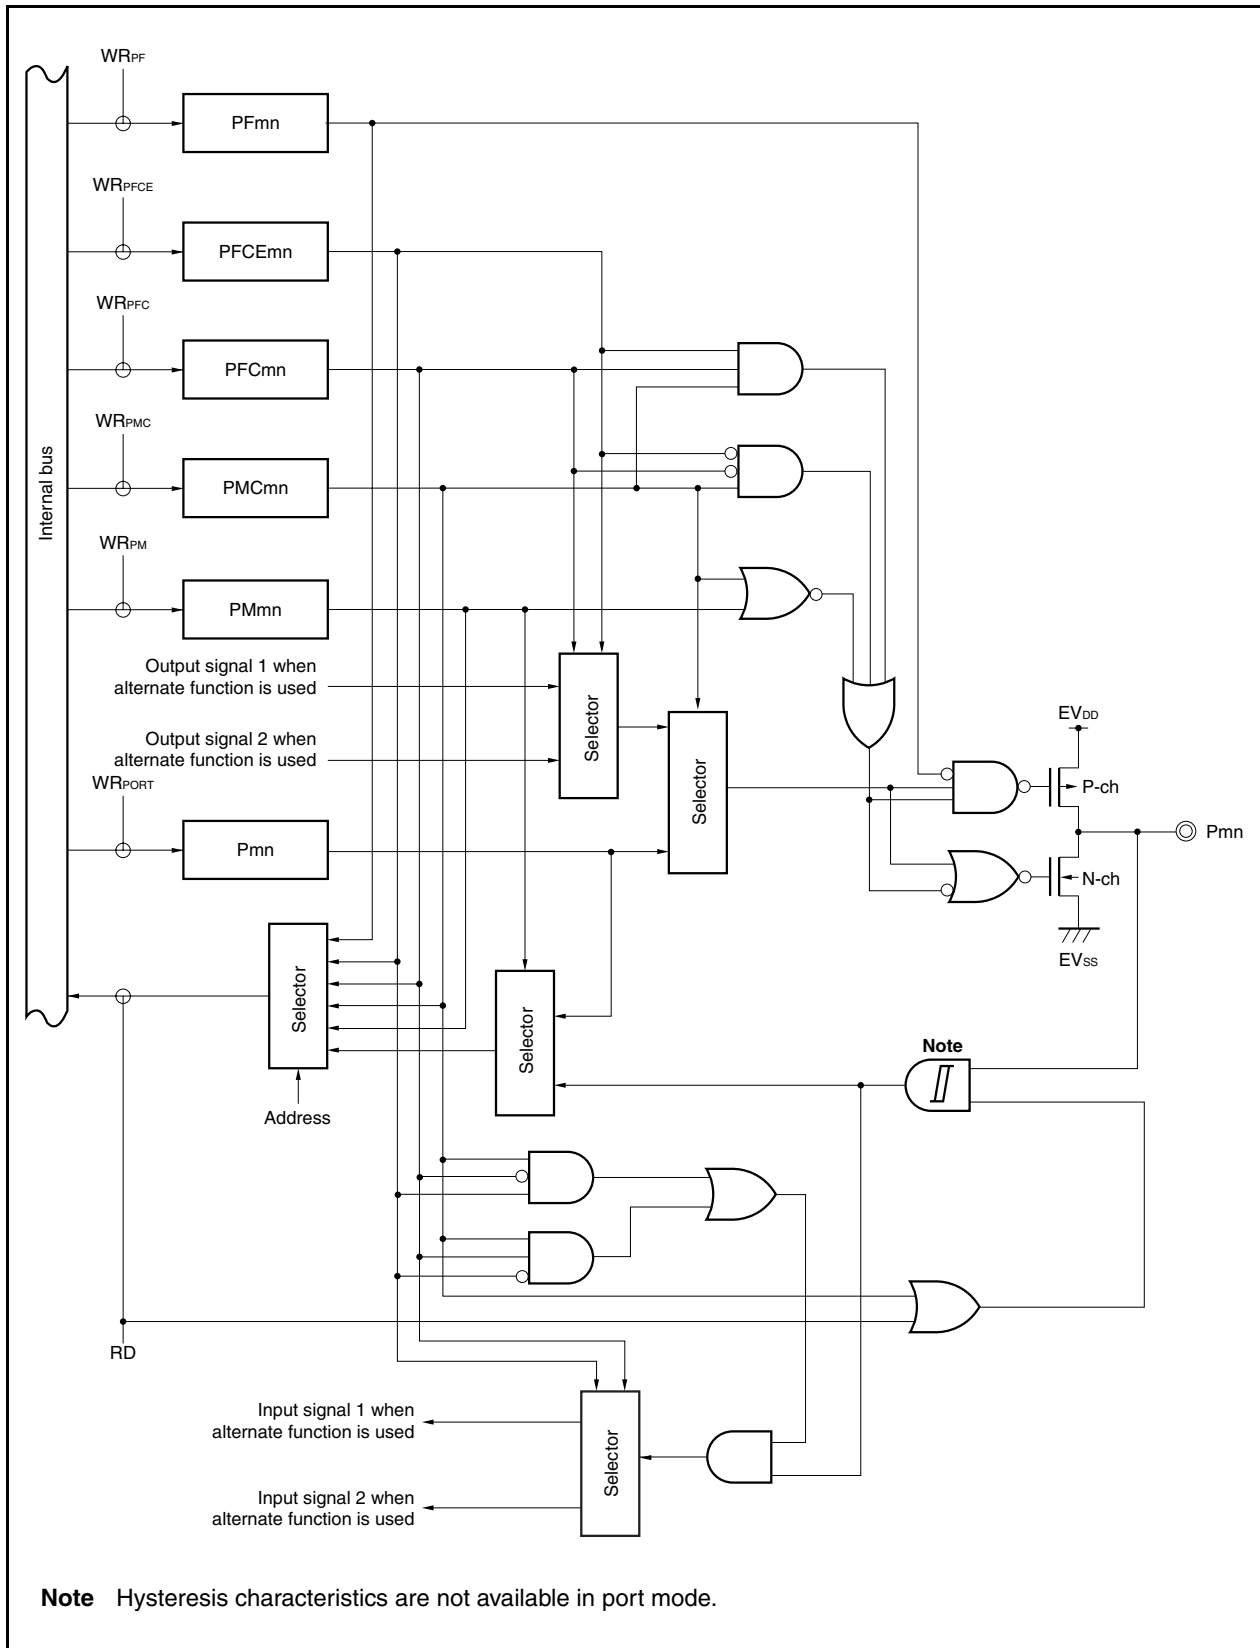 WRPF
PFmn
WRPFCE
PFCEmn
WRPFC
PFCmn
WRPMC
Internal bus
PMCmn
WRPM
PMmn
Output signal 1 when
alternate function is used
Selector
Output signal 2 when
alternate function is used
Selector
EVDD
P-ch
WRPORT
Pmn
Pmn
N-ch
EVSS
Selector
Selector
Note
Address
RD
Input signal 1 when
alternate function is used
Selector
Input signal 2 when
alternate function is used
Note Hysteresis characteristics are not available in port mode.